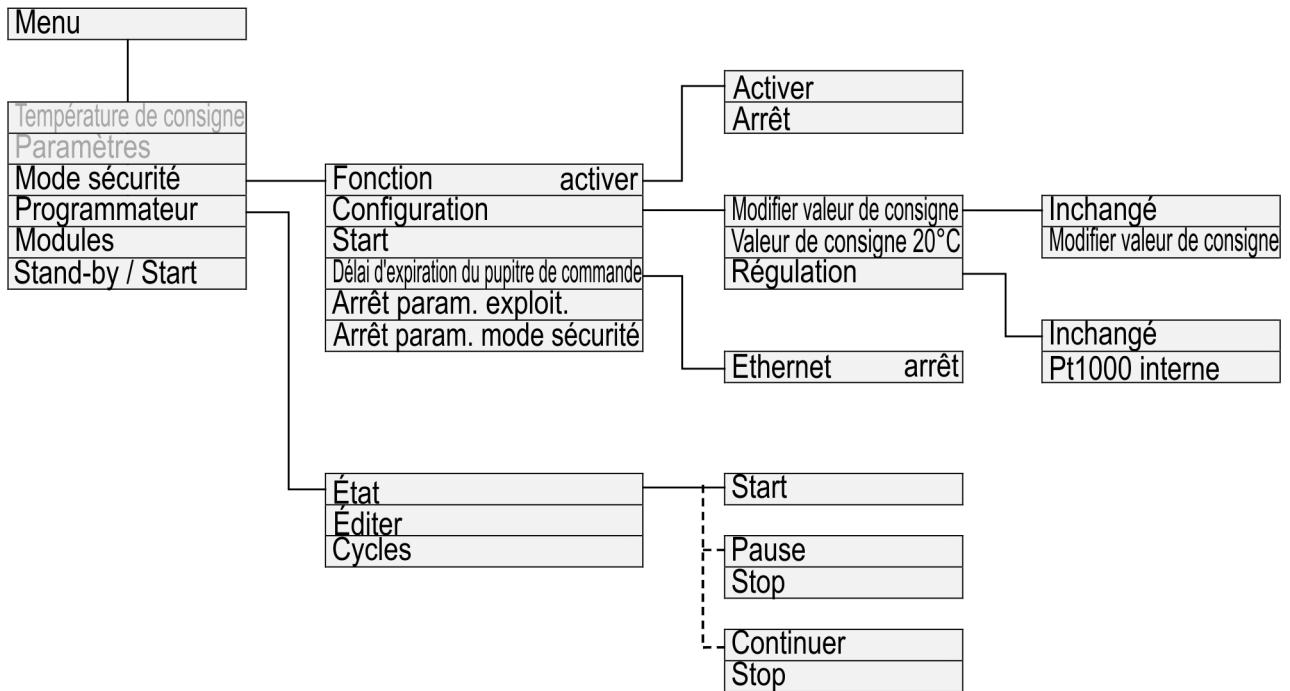 Menu
Température de consigne
Paramètres
Mode sécurité
Programmateur
Modules
Stand-by / Start
Fonction activer
Configuration
Start
Délai d'expiration du pupitre de commande
Arrêt param. exploit.
Arrêt param. mode sécurité
Activer
Arrêt
Modifier valeur de consigne
Valeur de consigne 20°C
Régulation
Inchangé
Modifier valeur de consigne
Inchangé
Pt1000 interne
Ethernet arrêt
État
Éditer
Cycles
Start
Pause
Stop
Continuer
Stop